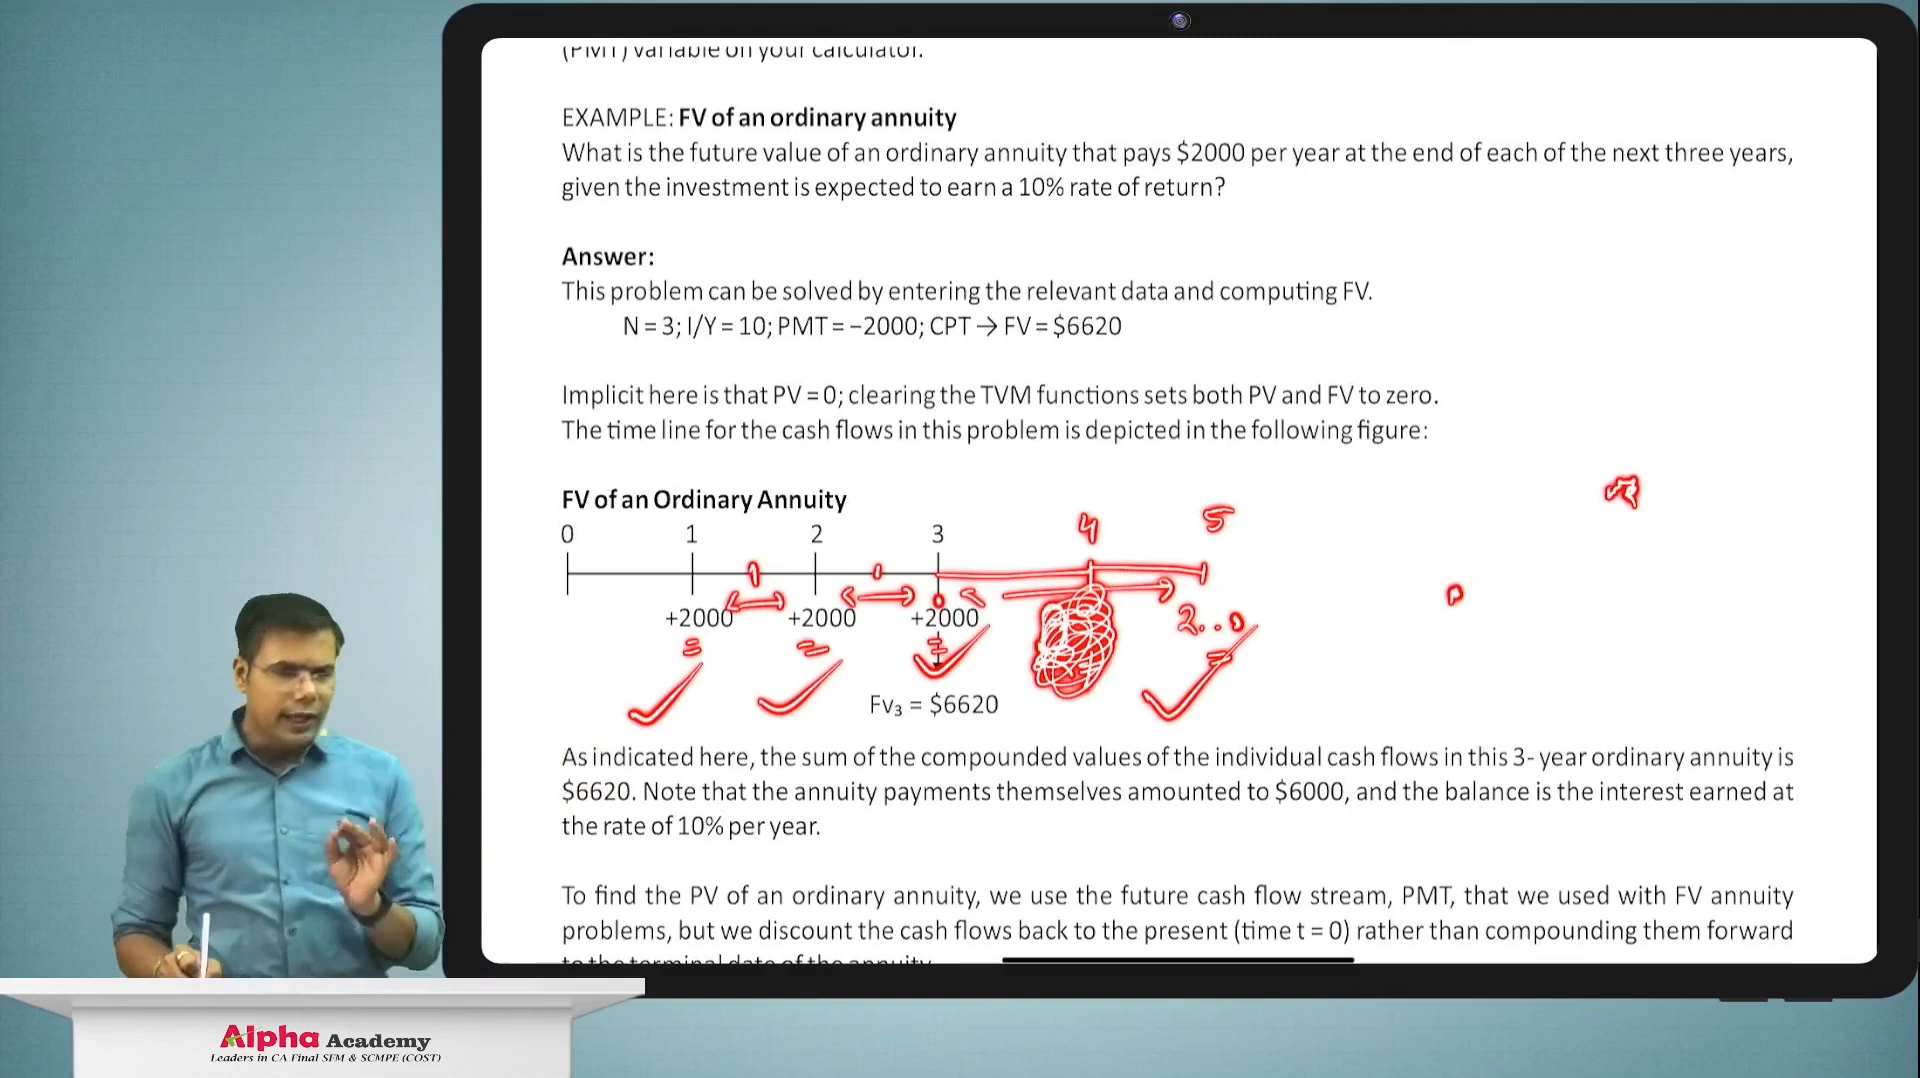 EXAMPLE: FV of an ordinary annuity
What is the future value of an ordinary annuity that pays $2000 per year at the end of each of the next three years,
given the investment is expected to earn a 10% rate of return?
Answer:
This problem can be solved by entering the relevant data and computing FV.
N = 3; I/Y = 10; PMT = −2000; CPT → FV = $6620
Implicit here is that PV = 0; clearing the TVM functions sets both PV and FV to zero.
The time line for the cash flows in this problem is depicted in the following figure:
FV of an Ordinary Annuity
0 1 2 3 4 5
+2000 +2000 +2000
Fv₃ = $6620
As indicated here, the sum of the compounded values of the individual cash flows in this 3- year ordinary annuity is
$6620. Note that the annuity payments themselves amounted to $6000, and the balance is the interest earned at
the rate of 10% per year.
To find the PV of an ordinary annuity, we use the future cash flow stream, PMT, that we used with FV annuity
problems, but we discount the cash flows back to the present (time t = 0) rather than compounding them forward
to the terminal date of the annuity.
Alpha Academy
Leaders in CA Final SFM & SCMPE (COST)